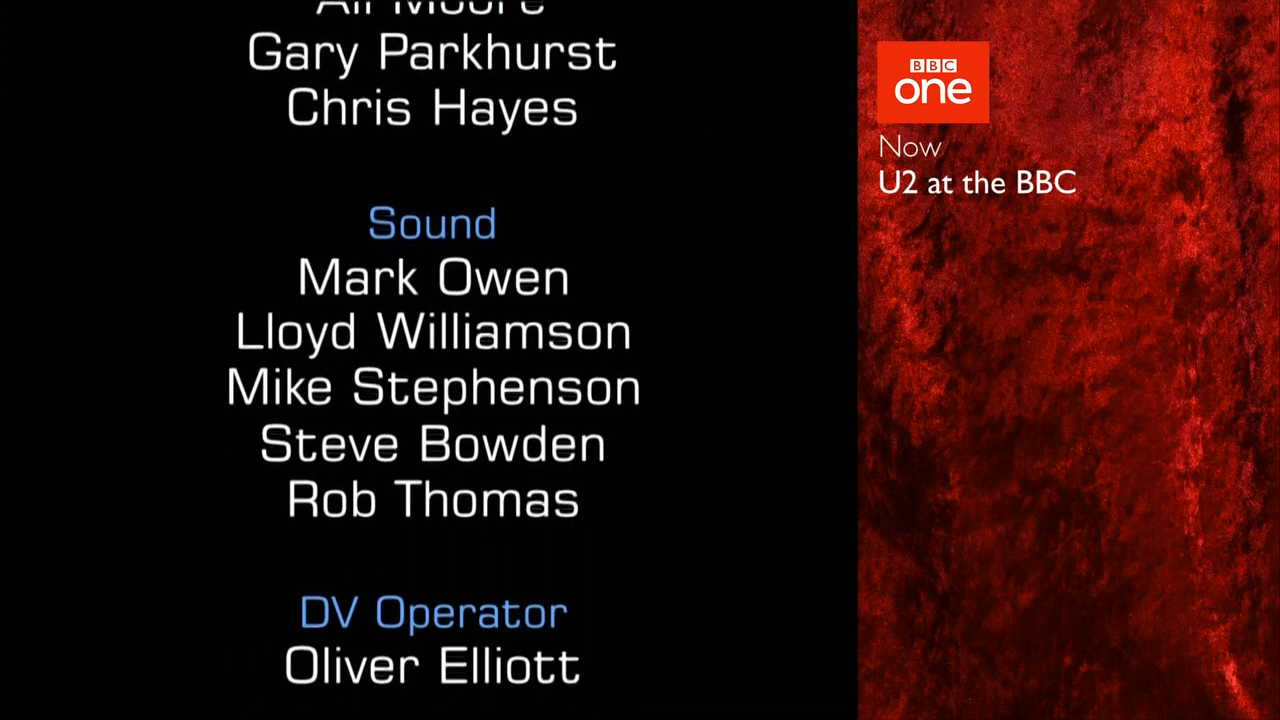 Gary Parkhurst
Chris Hayes
Sound
Mark Owen
Lloyd Williamson
Mike Stephenson
Steve Bowden
Rob Thomas
DV Operator
Oliver Elliott
BBC
one
Now
U2 at the BBC